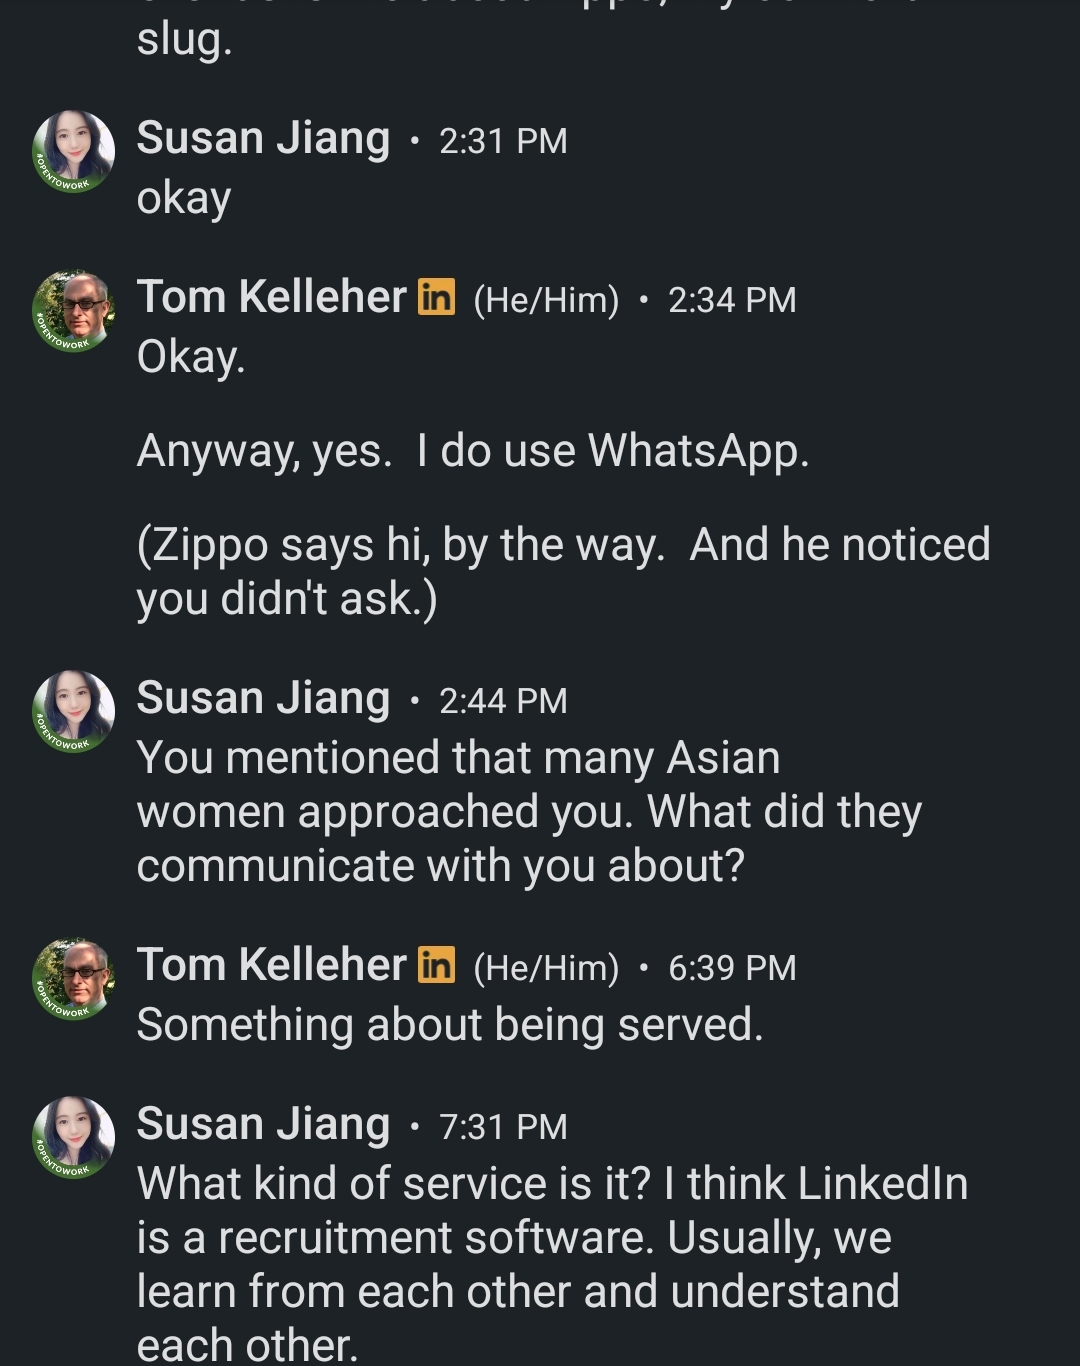 slug.
Susan Jiang • 2:31 PM
#OPENTOWORK
okay
Tom Kelleher in (He/Him) • 2:34 PM
#OPENTOWORK
Okay.
Anyway, yes.  I do use WhatsApp.
(Zippo says hi, by the way.  And he noticed
you didn't ask.)
Susan Jiang • 2:44 PM
#OPENTOWORK
You mentioned that many Asian
women approached you. What did they
communicate with you about?
Tom Kelleher in (He/Him) • 6:39 PM
#OPENTOWORK
Something about being served.
Susan Jiang • 7:31 PM
#OPENTOWORK
What kind of service is it? I think LinkedIn
is a recruitment software. Usually, we
learn from each other and understand
each other.